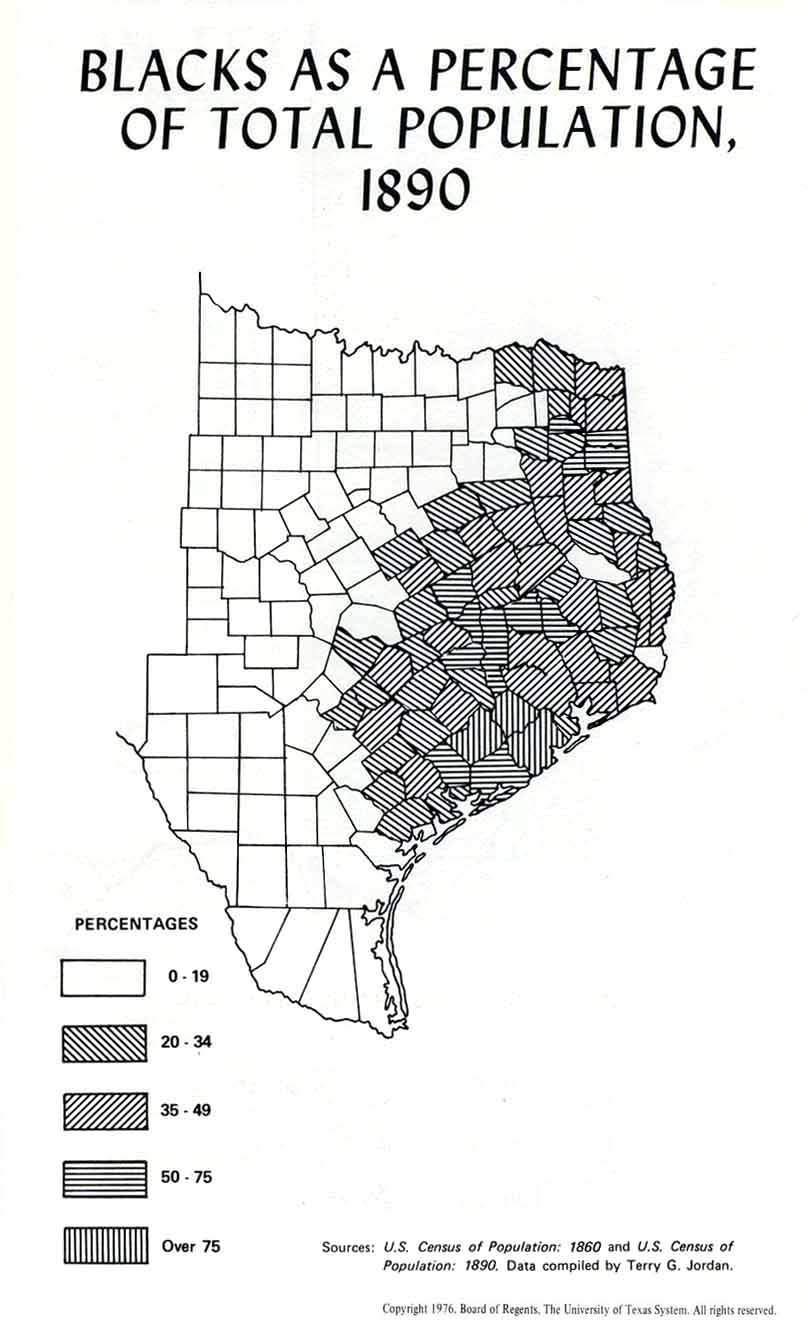 BLACKS AS A PERCENTAGE
OF TOTAL POPULATION,
1890
PERCENTAGES
0 - 19
20 - 34
35 - 49
50 - 75
Over 75
Sources: U.S. Census of Population: 1860 and U.S. Census of
Population: 1890. Data compiled by Terry G. Jordan.
Copyright 1976, Board of Regents, The University of Texas System. All rights reserved.